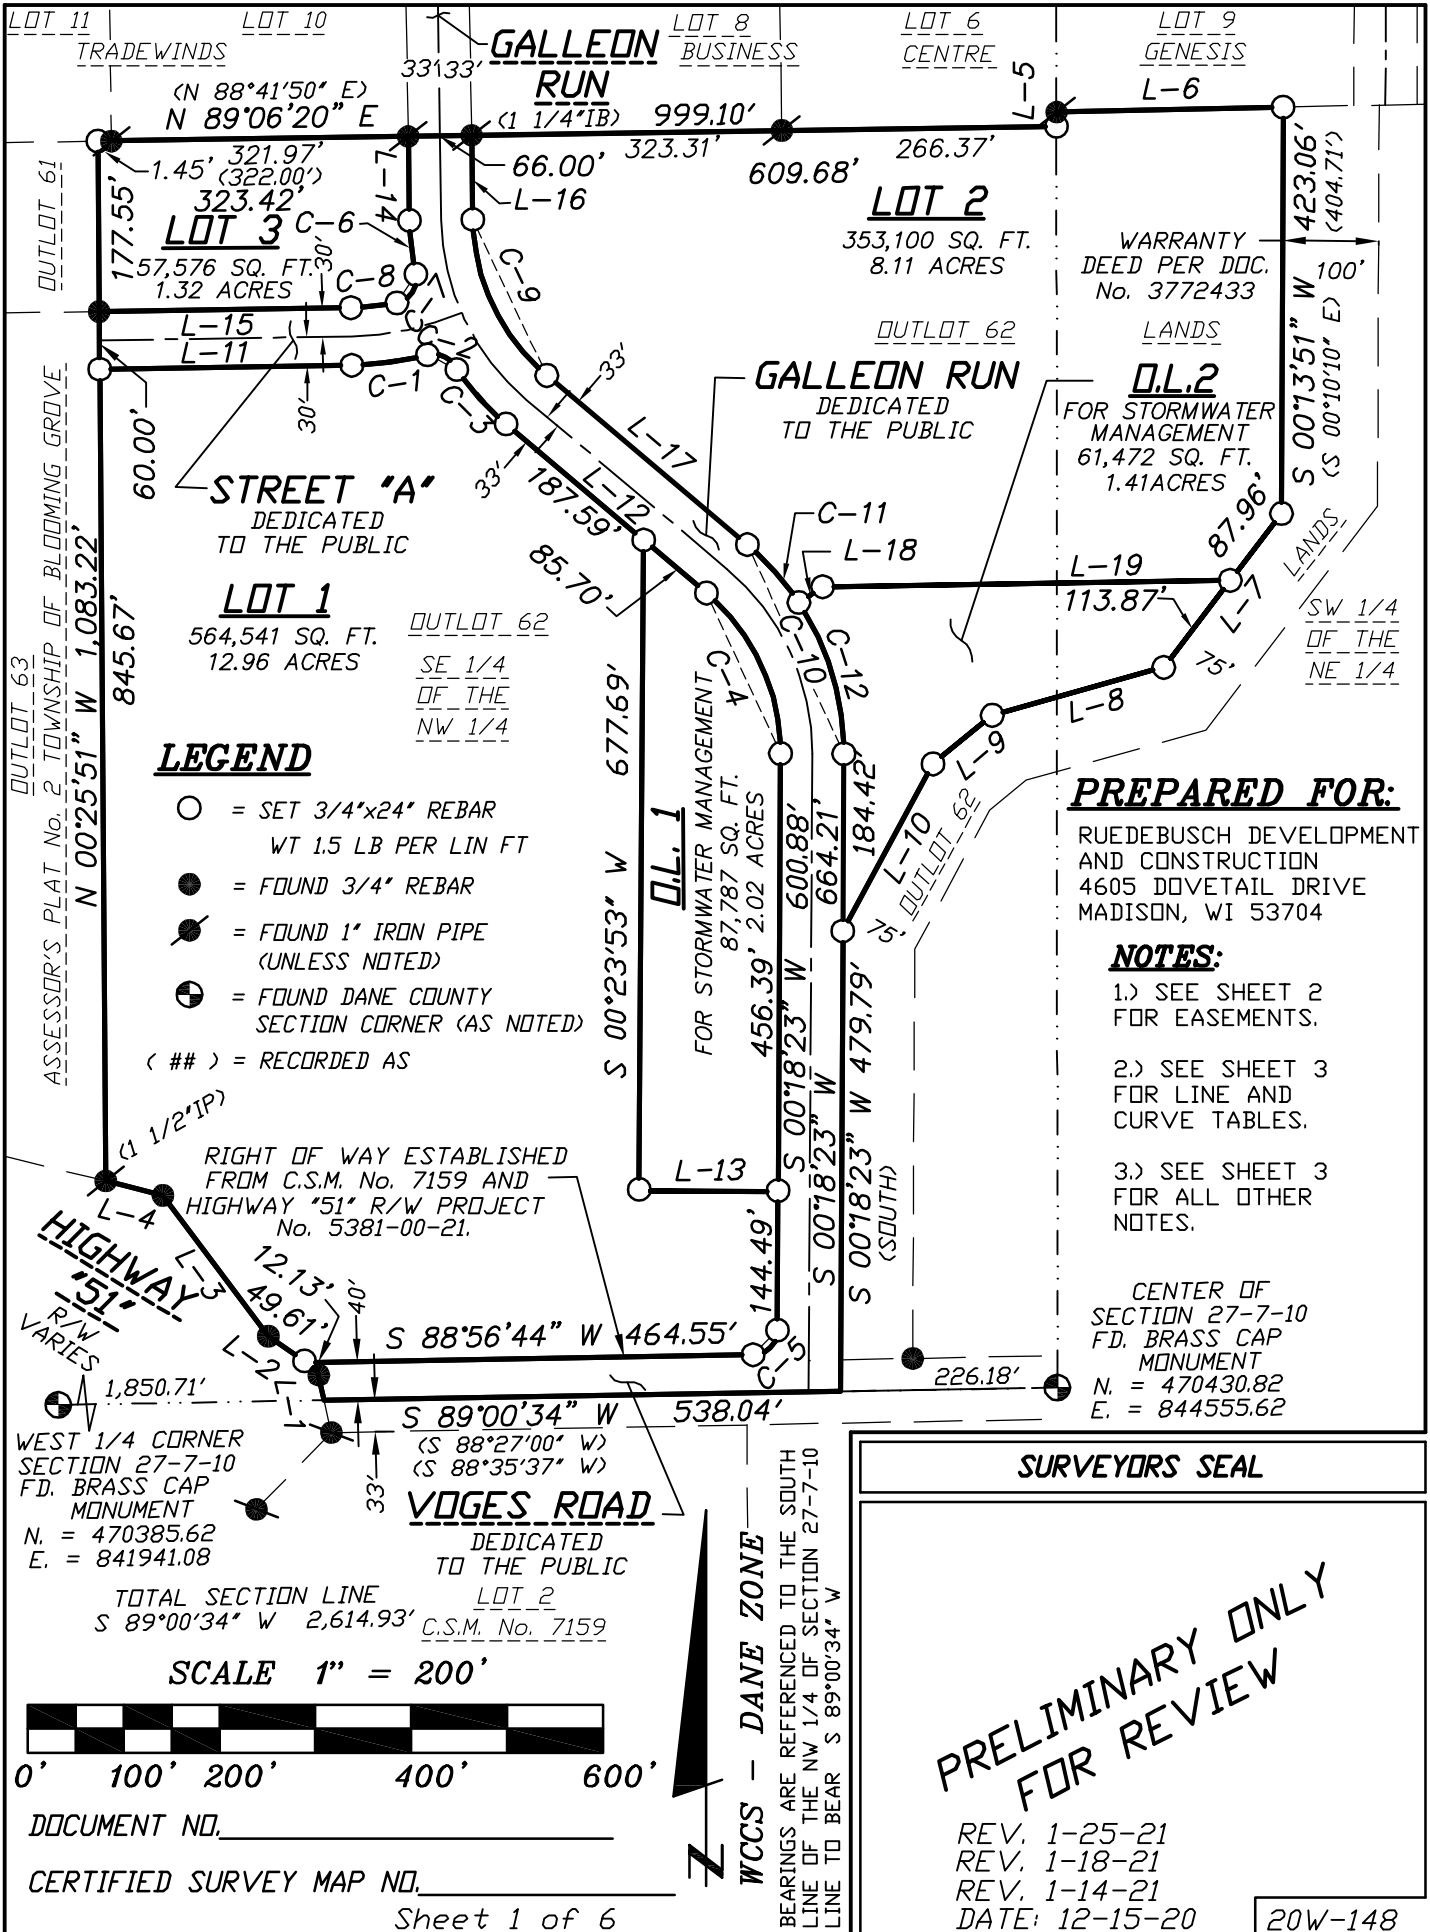 LOT 11
LOT 10
TRADEWINDS
GALLEON
RUN
(1 1/4"IB)
33'
33'
LOT 8
BUSINESS
LOT 6
CENTRE
LOT 9
GENESIS
L-5
L-6
(N 88°41'50" E)
N 89°06'20" E
999.10'
1.45'
321.97'
(322.00')
323.42'
66.00'
323.31'
609.68'
266.37'
L-14
L-16
OUTLOT 61
177.55'
LOT 3
57,576 SQ. FT.
1.32 ACRES
C-6
30'
C-8
C-7
C-9
LOT 2
353,100 SQ. FT.
8.11 ACRES
WARRANTY
DEED PER DOC.
No. 3772433
423.06'
(404.71')
100'
S 00°13'51" W
(S 00°10'10" E)
L-15
L-11
C-2
C-1
C-3
30'
33'
33'
OUTLOT 62
LANDS
GALLEON RUN
DEDICATED
TO THE PUBLIC
O.L.2
FOR STORMWATER
MANAGEMENT
61,472 SQ. FT.
1.41ACRES
60.00'
STREET "A"
DEDICATED
TO THE PUBLIC
L-17
L-12
187.59'
85.70'
C-11
L-18
L-19
113.87'
87.96'
L-7
75'
LANDS
SW 1/4
OF THE
NE 1/4
OUTLOT 63
ASSESSOR'S PLAT No. 2 TOWNSHIP OF BLOOMING GROVE
N 00°25'51" W 1,083.22'
845.67'
LOT 1
564,541 SQ. FT.
12.96 ACRES
OUTLOT 62
SE 1/4
OF THE
NW 1/4
C-4
C-10
C-12
L-8
L-9
L-10
OUTLOT 62
75'
S 00°23'53" W 677.69'
O.L. 1
FOR STORMWATER MANAGEMENT
87,787 SQ. FT.
2.02 ACRES
456.39'
S 00°18'23" W 600.88'
S 00°18'23" W 664.21'
184.42'
S 00°18'23" W 479.79'
(SOUTH)
LEGEND
= SET 3/4"x24" REBAR
WT 1.5 LB PER LIN FT
= FOUND 3/4" REBAR
= FOUND 1" IRON PIPE
(UNLESS NOTED)
= FOUND DANE COUNTY
SECTION CORNER (AS NOTED)
( ## ) = RECORDED AS
PREPARED FOR:
RUEDEBUSCH DEVELOPMENT
AND CONSTRUCTION
4605 DOVETAIL DRIVE
MADISON, WI 53704
NOTES:
1.) SEE SHEET 2
FOR EASEMENTS.
2.) SEE SHEET 3
FOR LINE AND
CURVE TABLES.
3.) SEE SHEET 3
FOR ALL OTHER
NOTES.
(1 1/2"IP)
RIGHT OF WAY ESTABLISHED
FROM C.S.M. No. 7159 AND
HIGHWAY "51" R/W PROJECT
No. 5381-00-21.
L-13
144.49'
L-4
L-3
HIGHWAY
"51"
R/W
VARIES
12.13'
49.61'
40'
L-2
L-1
S 88°56'44" W 464.55'
C-5
1,850.71'
226.18'
S 89°00'34" W 538.04'
(S 88°27'00" W)
(S 88°35'37" W)
33'
CENTER OF
SECTION 27-7-10
FD. BRASS CAP
MONUMENT
N. = 470430.82
E. = 844555.62
WEST 1/4 CORNER
SECTION 27-7-10
FD. BRASS CAP
MONUMENT
N. = 470385.62
E. = 841941.08
VOGES ROAD
DEDICATED
TO THE PUBLIC
LOT 2
C.S.M. No. 7159
TOTAL SECTION LINE
S 89°00'34" W 2,614.93'
SCALE 1" = 200'
0' 100' 200' 400' 600'
N
WCCS - DANE ZONE
BEARINGS ARE REFERENCED TO THE SOUTH
LINE OF THE NW 1/4 OF SECTION 27-7-10
LINE TO BEAR S 89°00'34" W
SURVEYORS SEAL
PRELIMINARY ONLY
FOR REVIEW
REV. 1-25-21
REV. 1-18-21
REV. 1-14-21
DATE: 12-15-20
20W-148
DOCUMENT NO.
CERTIFIED SURVEY MAP NO.
Sheet 1 of 6